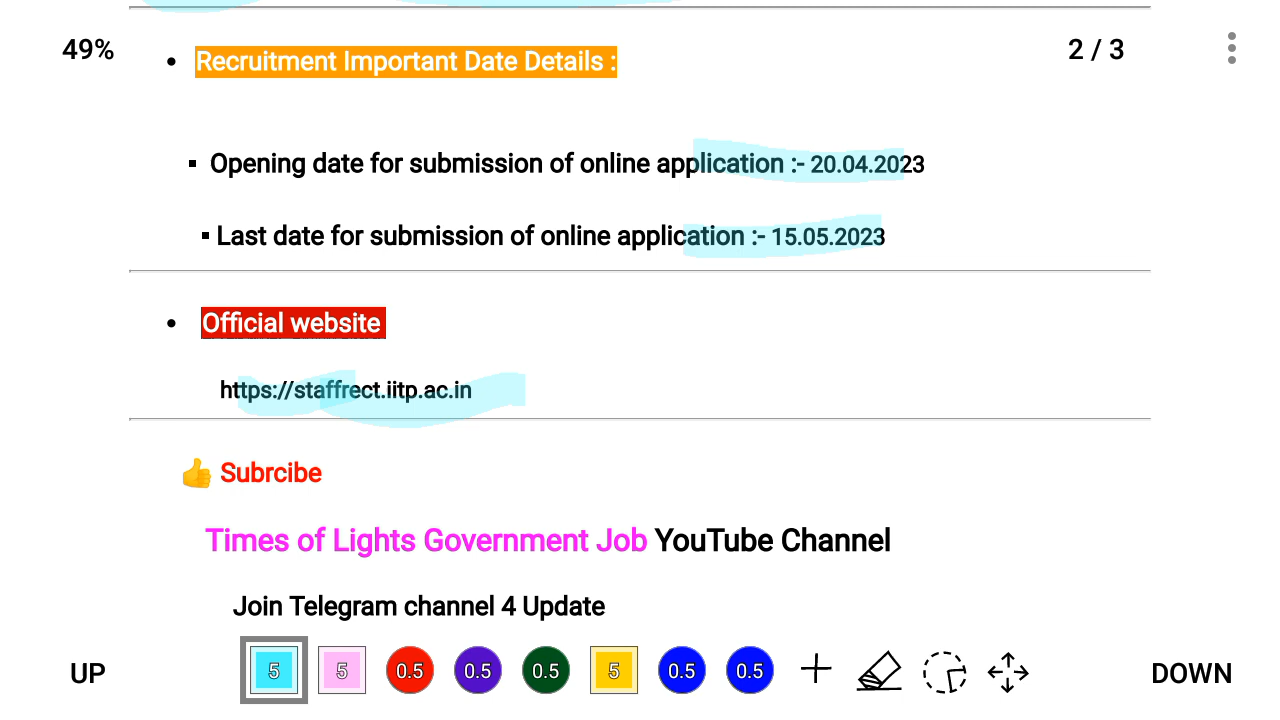 49%
Recruitment Important Date Details :
2 / 3
Opening date for submission of online application :- 20.04.2023
Last date for submission of online application :- 15.05.2023
Official website
https://staffrect.iitp.ac.in
👍 Subrcibe
Times of Lights Government Job YouTube Channel
Join Telegram channel 4 Update
UP
5 5 0.5 0.5 0.5 5 0.5 0.5
DOWN